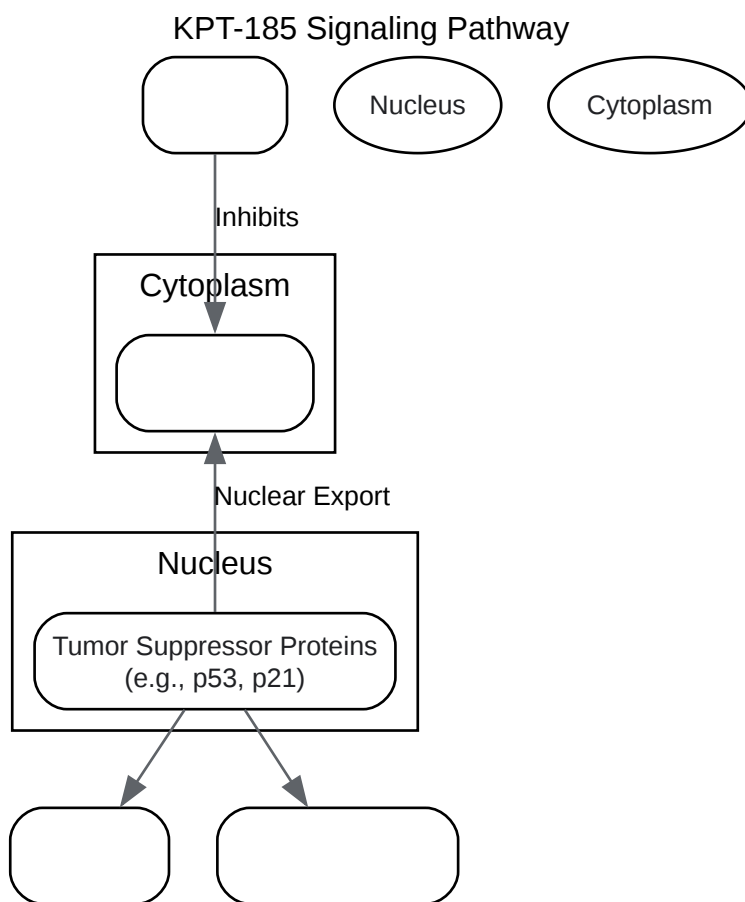 KPT-185 Signaling Pathway
Nucleus
Cytoplasm
Inhibits
Cytoplasm
Nuclear Export
Nucleus
Tumor Suppressor Proteins
(e.g., p53, p21)